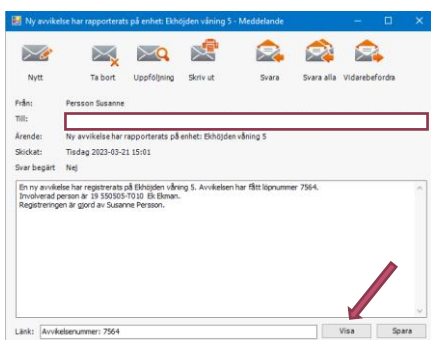 Ny avvikelse har rapporterats på enhet: Ekhöjden våning 5 - Meddelande
Nytt Ta bort Uppföljning Skriv ut Svara Svara alla Vidarebefordra
Från: Persson Susanne
Till:
Ärende: Ny avvikelse har rapporterats på enhet: Ekhöjden våning 5
Skickat: Tisdag 2023-03-21 15:01
Svar begärt Nej
En ny avvikelse har registrerats på Ekhöjden våning 5. Avvikelsen har fått löpnummer 7564.
Involverad person är 19 550505-T010 Ek Ekman.
Registreringen är gjord av Susanne Persson.
Länk: Avvikelsenummer: 7564 Visa Spara